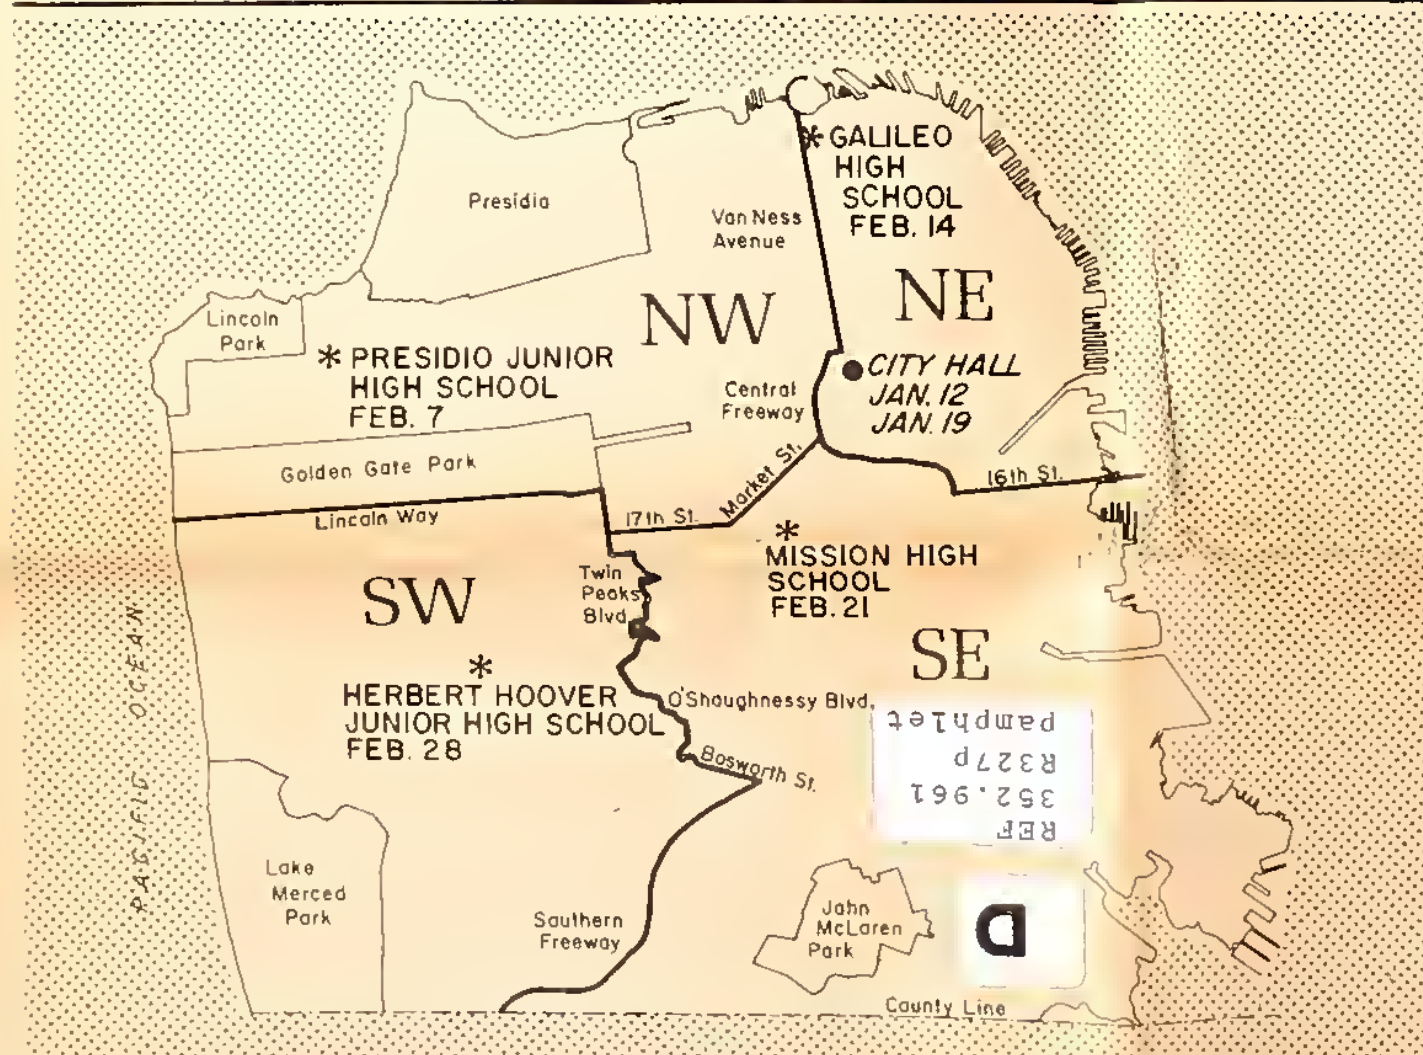 GALILEO
HIGH
SCHOOL
FEB. 14
Presidio
Van Ness
Avenue
NE
NW
Lincoln
Park
PRESIDIO JUNIOR
HIGH SCHOOL
FEB. 7
CITY HALL
JAN. 12
JAN. 19
Central
Freeway
Golden Gate Park
Market St.
16th St.
Lincoln Way
17th St.
MISSION HIGH
SCHOOL
FEB. 21
Twin
Peaks
Blvd.
SW
SE
HERBERT HOOVER
JUNIOR HIGH SCHOOL
FEB. 28
O'Shaughnessy Blvd.
Bosworth St.
PACIFIC OCEAN
REF
352.961
R327p
pamphlet
Lake
Merced
Park
Southern
Freeway
John
McLaren
Park
D
County Line